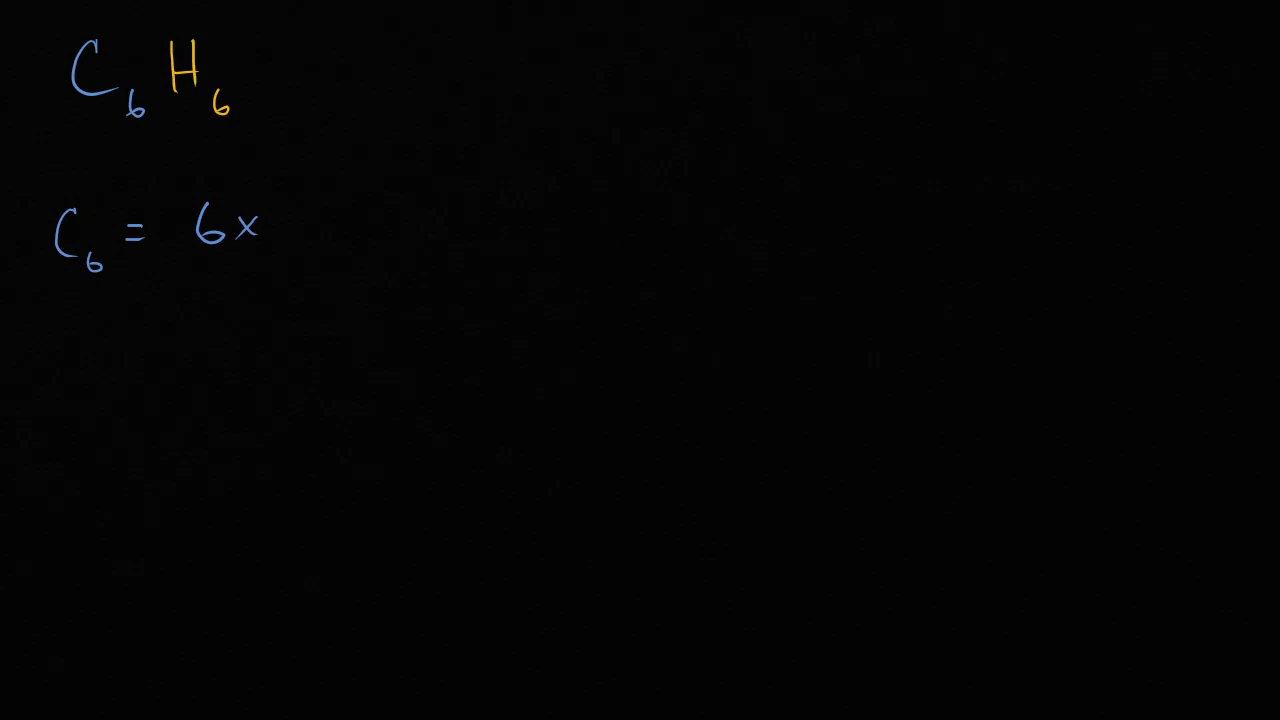 C₆H₆
C₆ = 6x